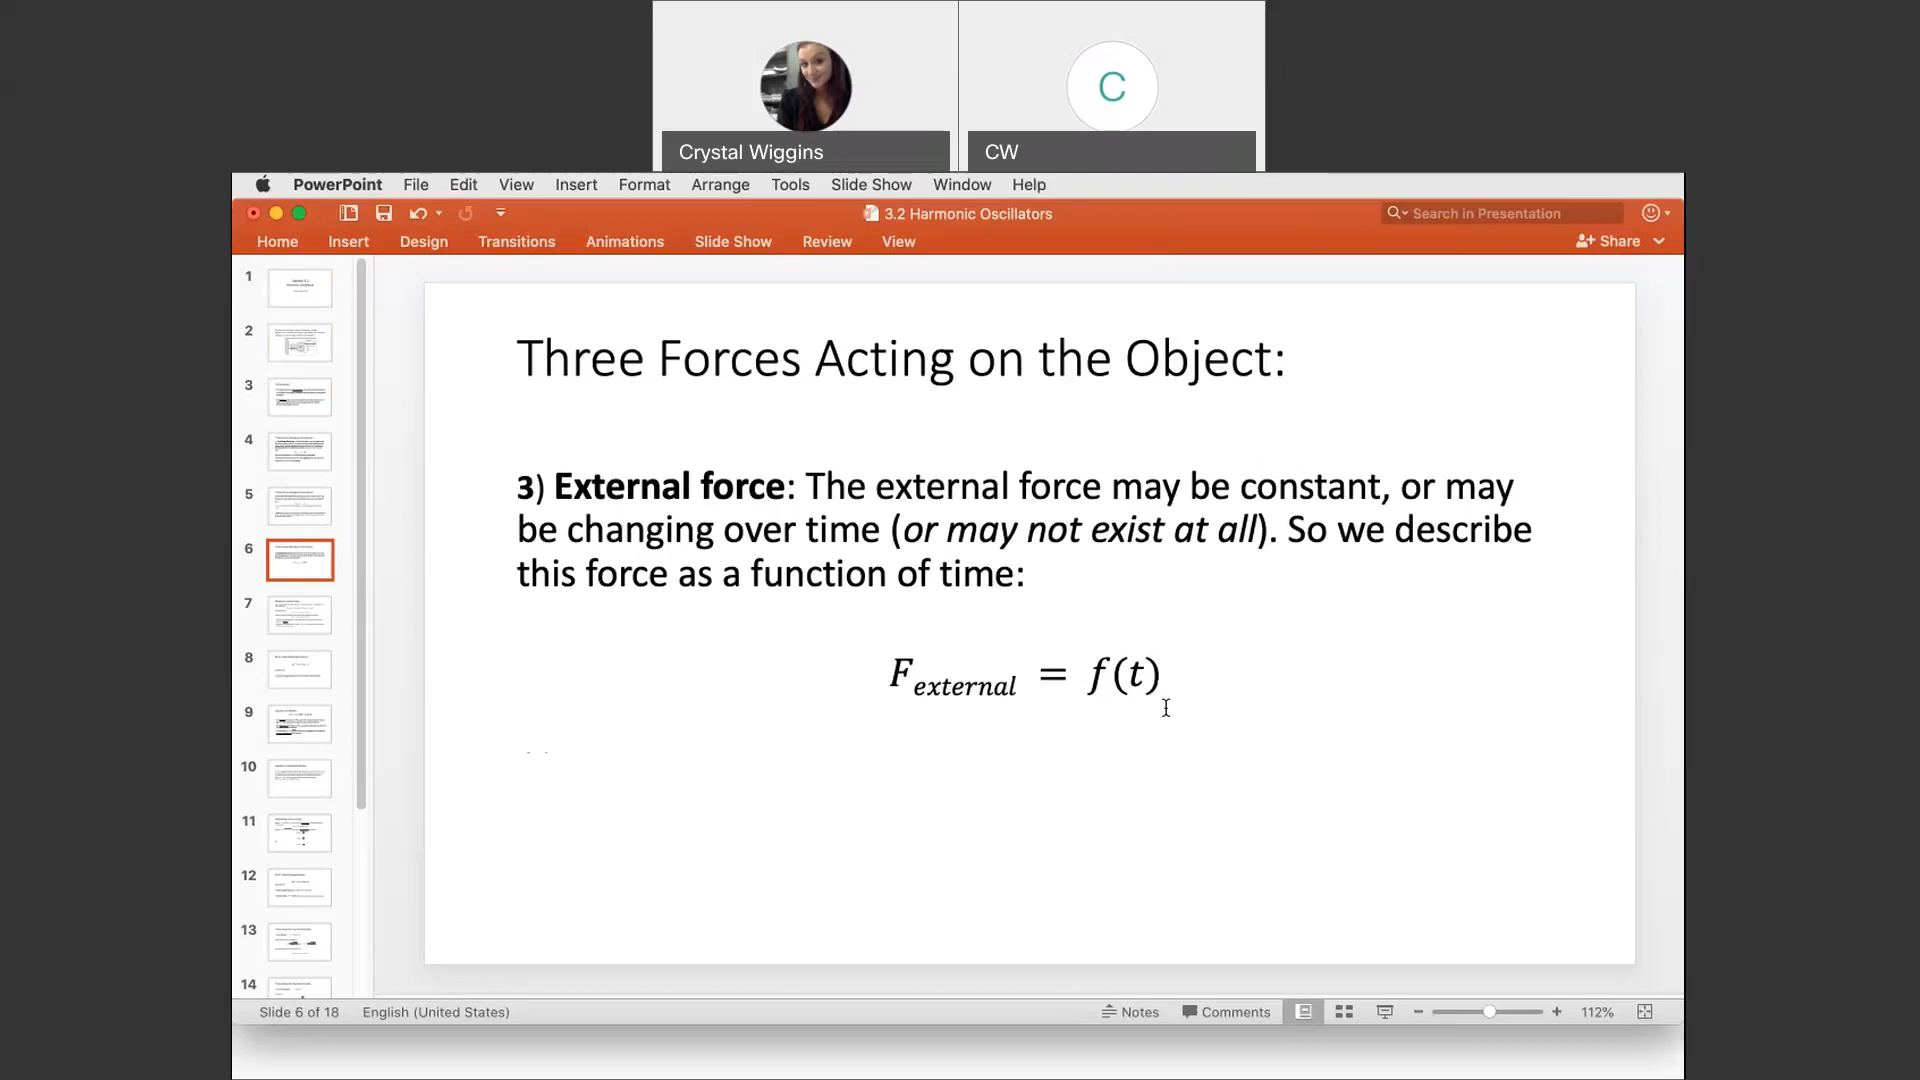 C
Crystal Wiggins
CW
PowerPoint File Edit View Insert Format Arrange Tools Slide Show Window Help
3.2 Harmonic Oscillators
Search in Presentation
Home Insert Design Transitions Animations Slide Show Review View
Share
1
2
3
4
5
6
7
8
9
10
11
12
13
14
Three Forces Acting on the Object:
3) External force: The external force may be constant, or may
be changing over time (or may not exist at all). So we describe
this force as a function of time:
F_external = f(t)
Slide 6 of 18 English (United States)
Notes Comments 112%